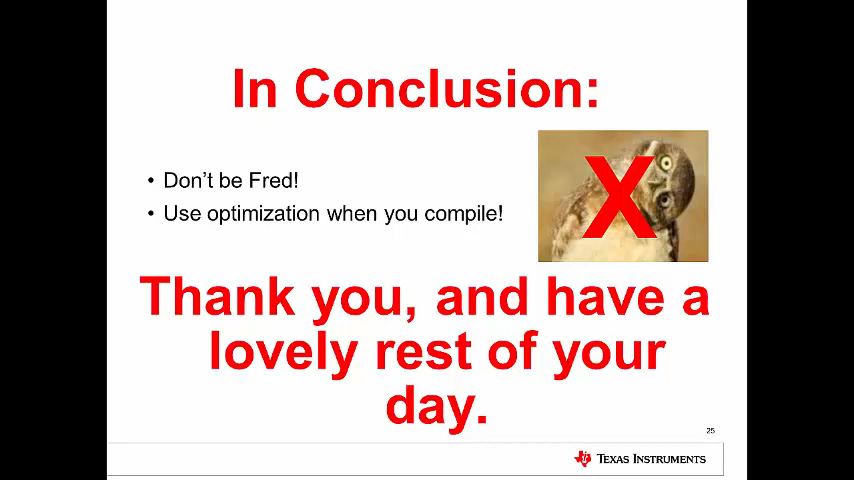 In Conclusion:
• Don't be Fred!
• Use optimization when you compile!
X
Thank you, and have a
lovely rest of your
day.
25
TEXAS INSTRUMENTS